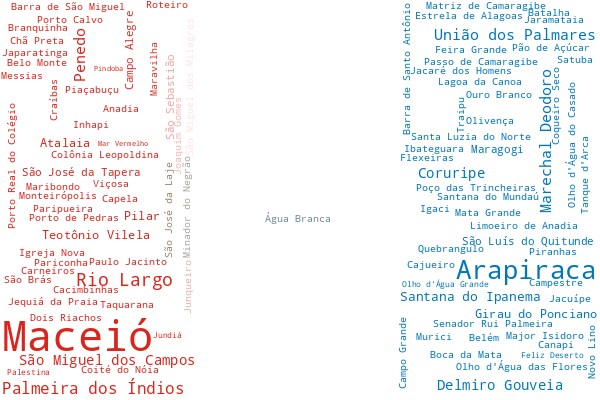 Barra de São Miguel
Roteiro
Porto Calvo
Branquinha
Chã Preta
Japaratinga
Belo Monte
Messias
Penedo
Pindoba
Campo Alegre
Maravilha
Piaçabuçu
Craíbas
Anadia
Inhapi
São Sebastião
Joaquim Gomes
São Miguel dos Milagres
Porto Real do Colégio
Atalaia
Mar Vermelho
Colônia Leopoldina
São José da Tapera
Maribondo
Viçosa
Monteirópolis
Capela
Paripueira
Porto de Pedras
Pilar
São José da Laje
Minador do Negrão
Teotônio Vilela
Igreja Nova
Pariconha
Paulo Jacinto
Carneiros
São Brás
Rio Largo
Junqueiro
Cacimbinhas
Jequiá da Praia
Taquarana
Dois Riachos
Maceió
Jundiá
São Miguel dos Campos
Palestina
Coité do Nóia
Palmeira dos Índios
Água Branca
Matriz de Camaragibe
Batalha
Estrela de Alagoas
Jaramataia
Barra de Santo Antônio
União dos Palmares
Feira Grande
Pão de Açúcar
Passo de Camaragibe
Satuba
Jacaré dos Homens
Lagoa da Canoa
Ouro Branco
Marechal Deodoro
Coqueiro Seco
Olho d'Água do Casado
Tanque d'Arca
Traipu
Olivença
Santa Luzia do Norte
Ibateguara
Maragogi
Flexeiras
Coruripe
Poço das Trincheiras
Santana do Mundaú
Igaci
Mata Grande
Limoeiro de Anadia
São Luís do Quitunde
Quebrangulo
Piranhas
Cajueiro
Arapiraca
Olho d'Água Grande
Campestre
Santana do Ipanema
Jacuípe
Girau do Ponciano
Senador Rui Palmeira
Campo Grande
Murici
Belém
Major Isidoro
Canapi
Novo Lino
Boca da Mata
Feliz Deserto
Olho d'Água das Flores
Delmiro Gouveia